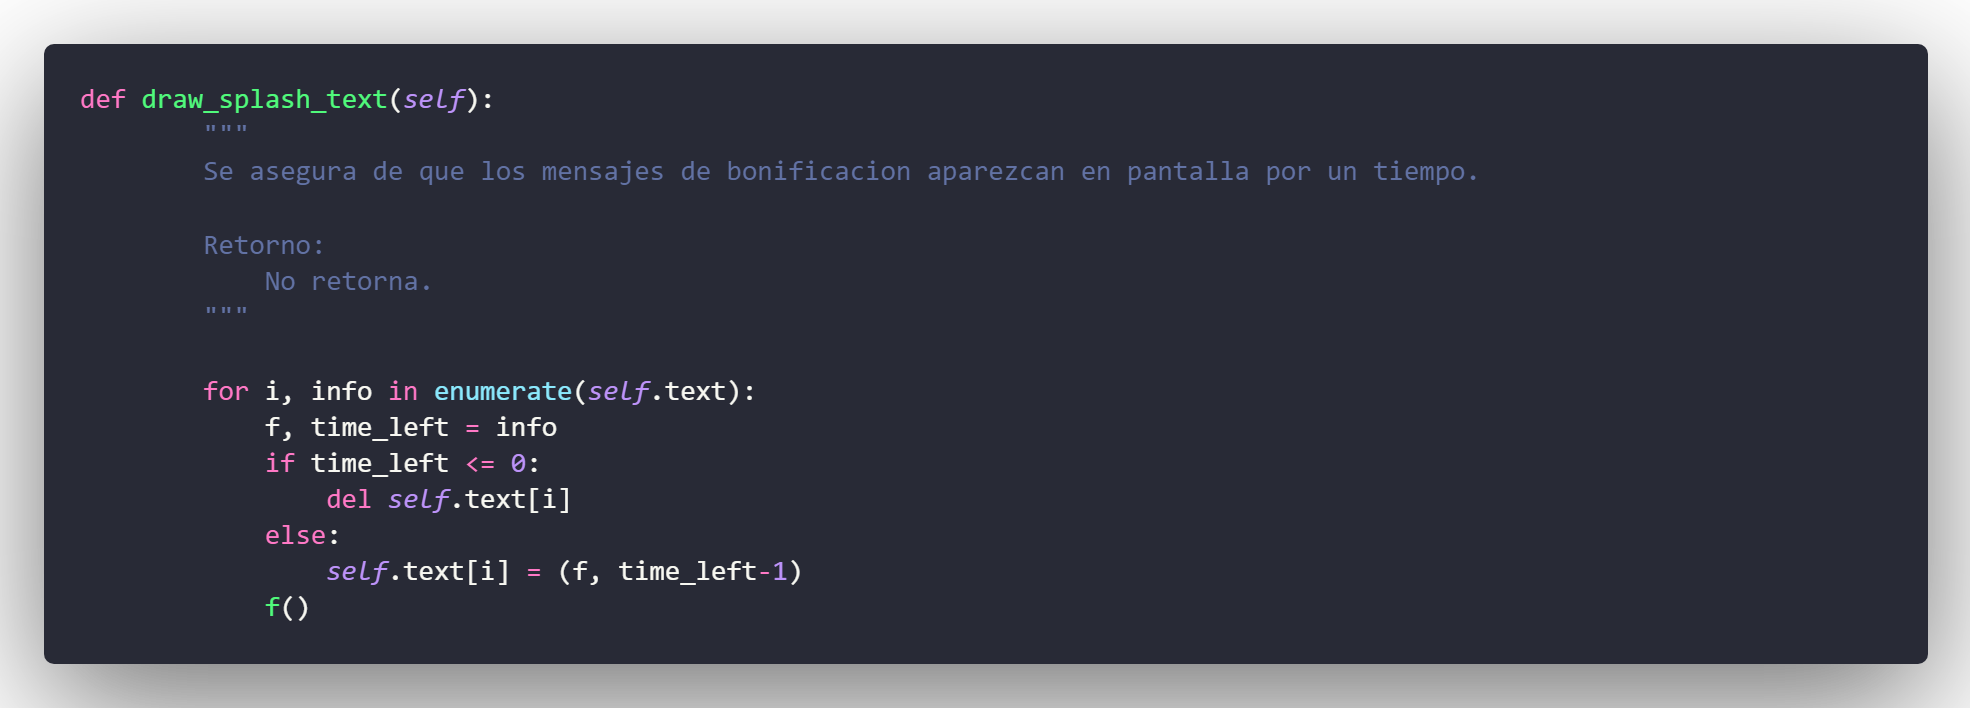 def draw_splash_text(self):
        """
        Se asegura de que los mensajes de bonificacion aparezcan en pantalla por un tiempo.
        Retorno:
            No retorna.
        """
        for i, info in enumerate(self.text):
            f, time_left = info
            if time_left <= 0:
                del self.text[i]
            else:
                self.text[i] = (f, time_left-1)
            f()